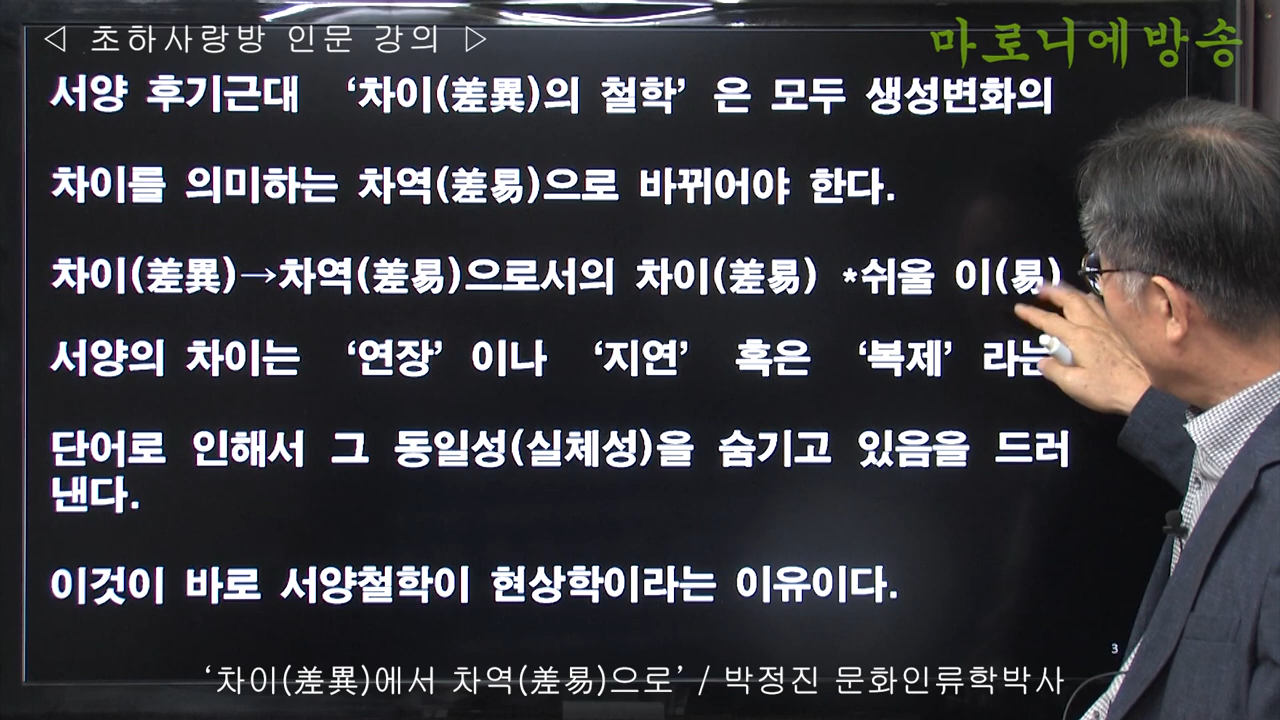 ◁ 초하사랑방 인문 강의 ▷
마로니에방송
서양 후기근대 ‘차이(差異)의 철학’ 은 모두 생성변화의
차이를 의미하는 차역(差易)으로 바뀌어야 한다.
차이(差異)→차역(差易)으로서의 차이(差易) *쉬울 이(易)
서양의 차이는 ‘연장’ 이나 ‘지연’ 혹은 ‘복제’ 라는
단어로 인해서 그 동일성(실체성)을 숨기고 있음을 드러
낸다.
이것이 바로 서양철학이 현상학이라는 이유이다.
3
‘차이(差異)에서 차역(差易)으로’ / 박정진 문화인류학박사